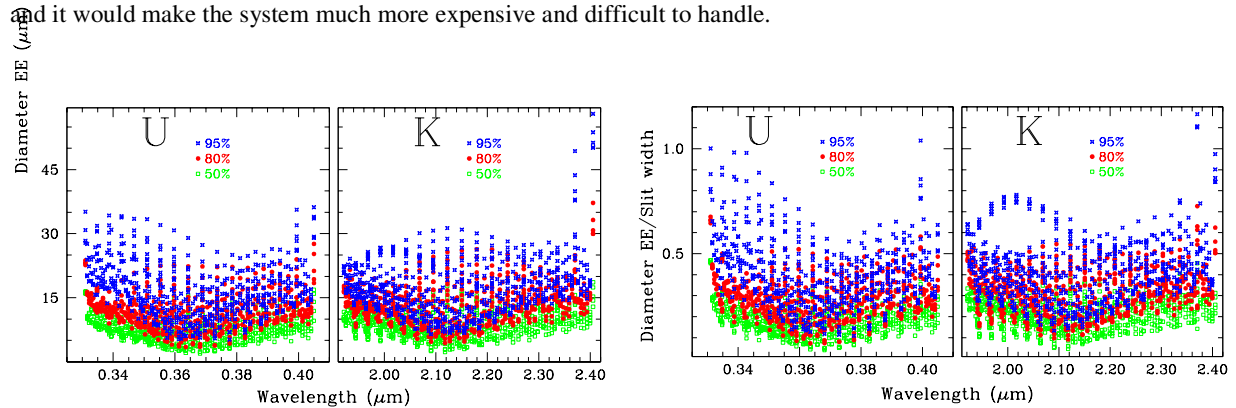 and it would make the system much more expensive and difficult to handle.
Diameter EE (μm)
45
30
15
U
95%
80%
50%
K
95%
80%
50%
0.34 0.36 0.38 0.40 2.00 2.10 2.20 2.30 2.40
Wavelength (μm)
Diameter EE/Slit width
1.0
0.5
U
95%
80%
50%
K
95%
80%
50%
0.34 0.36 0.38 0.40 2.00 2.10 2.20 2.30 2.40
Wavelength (μm)